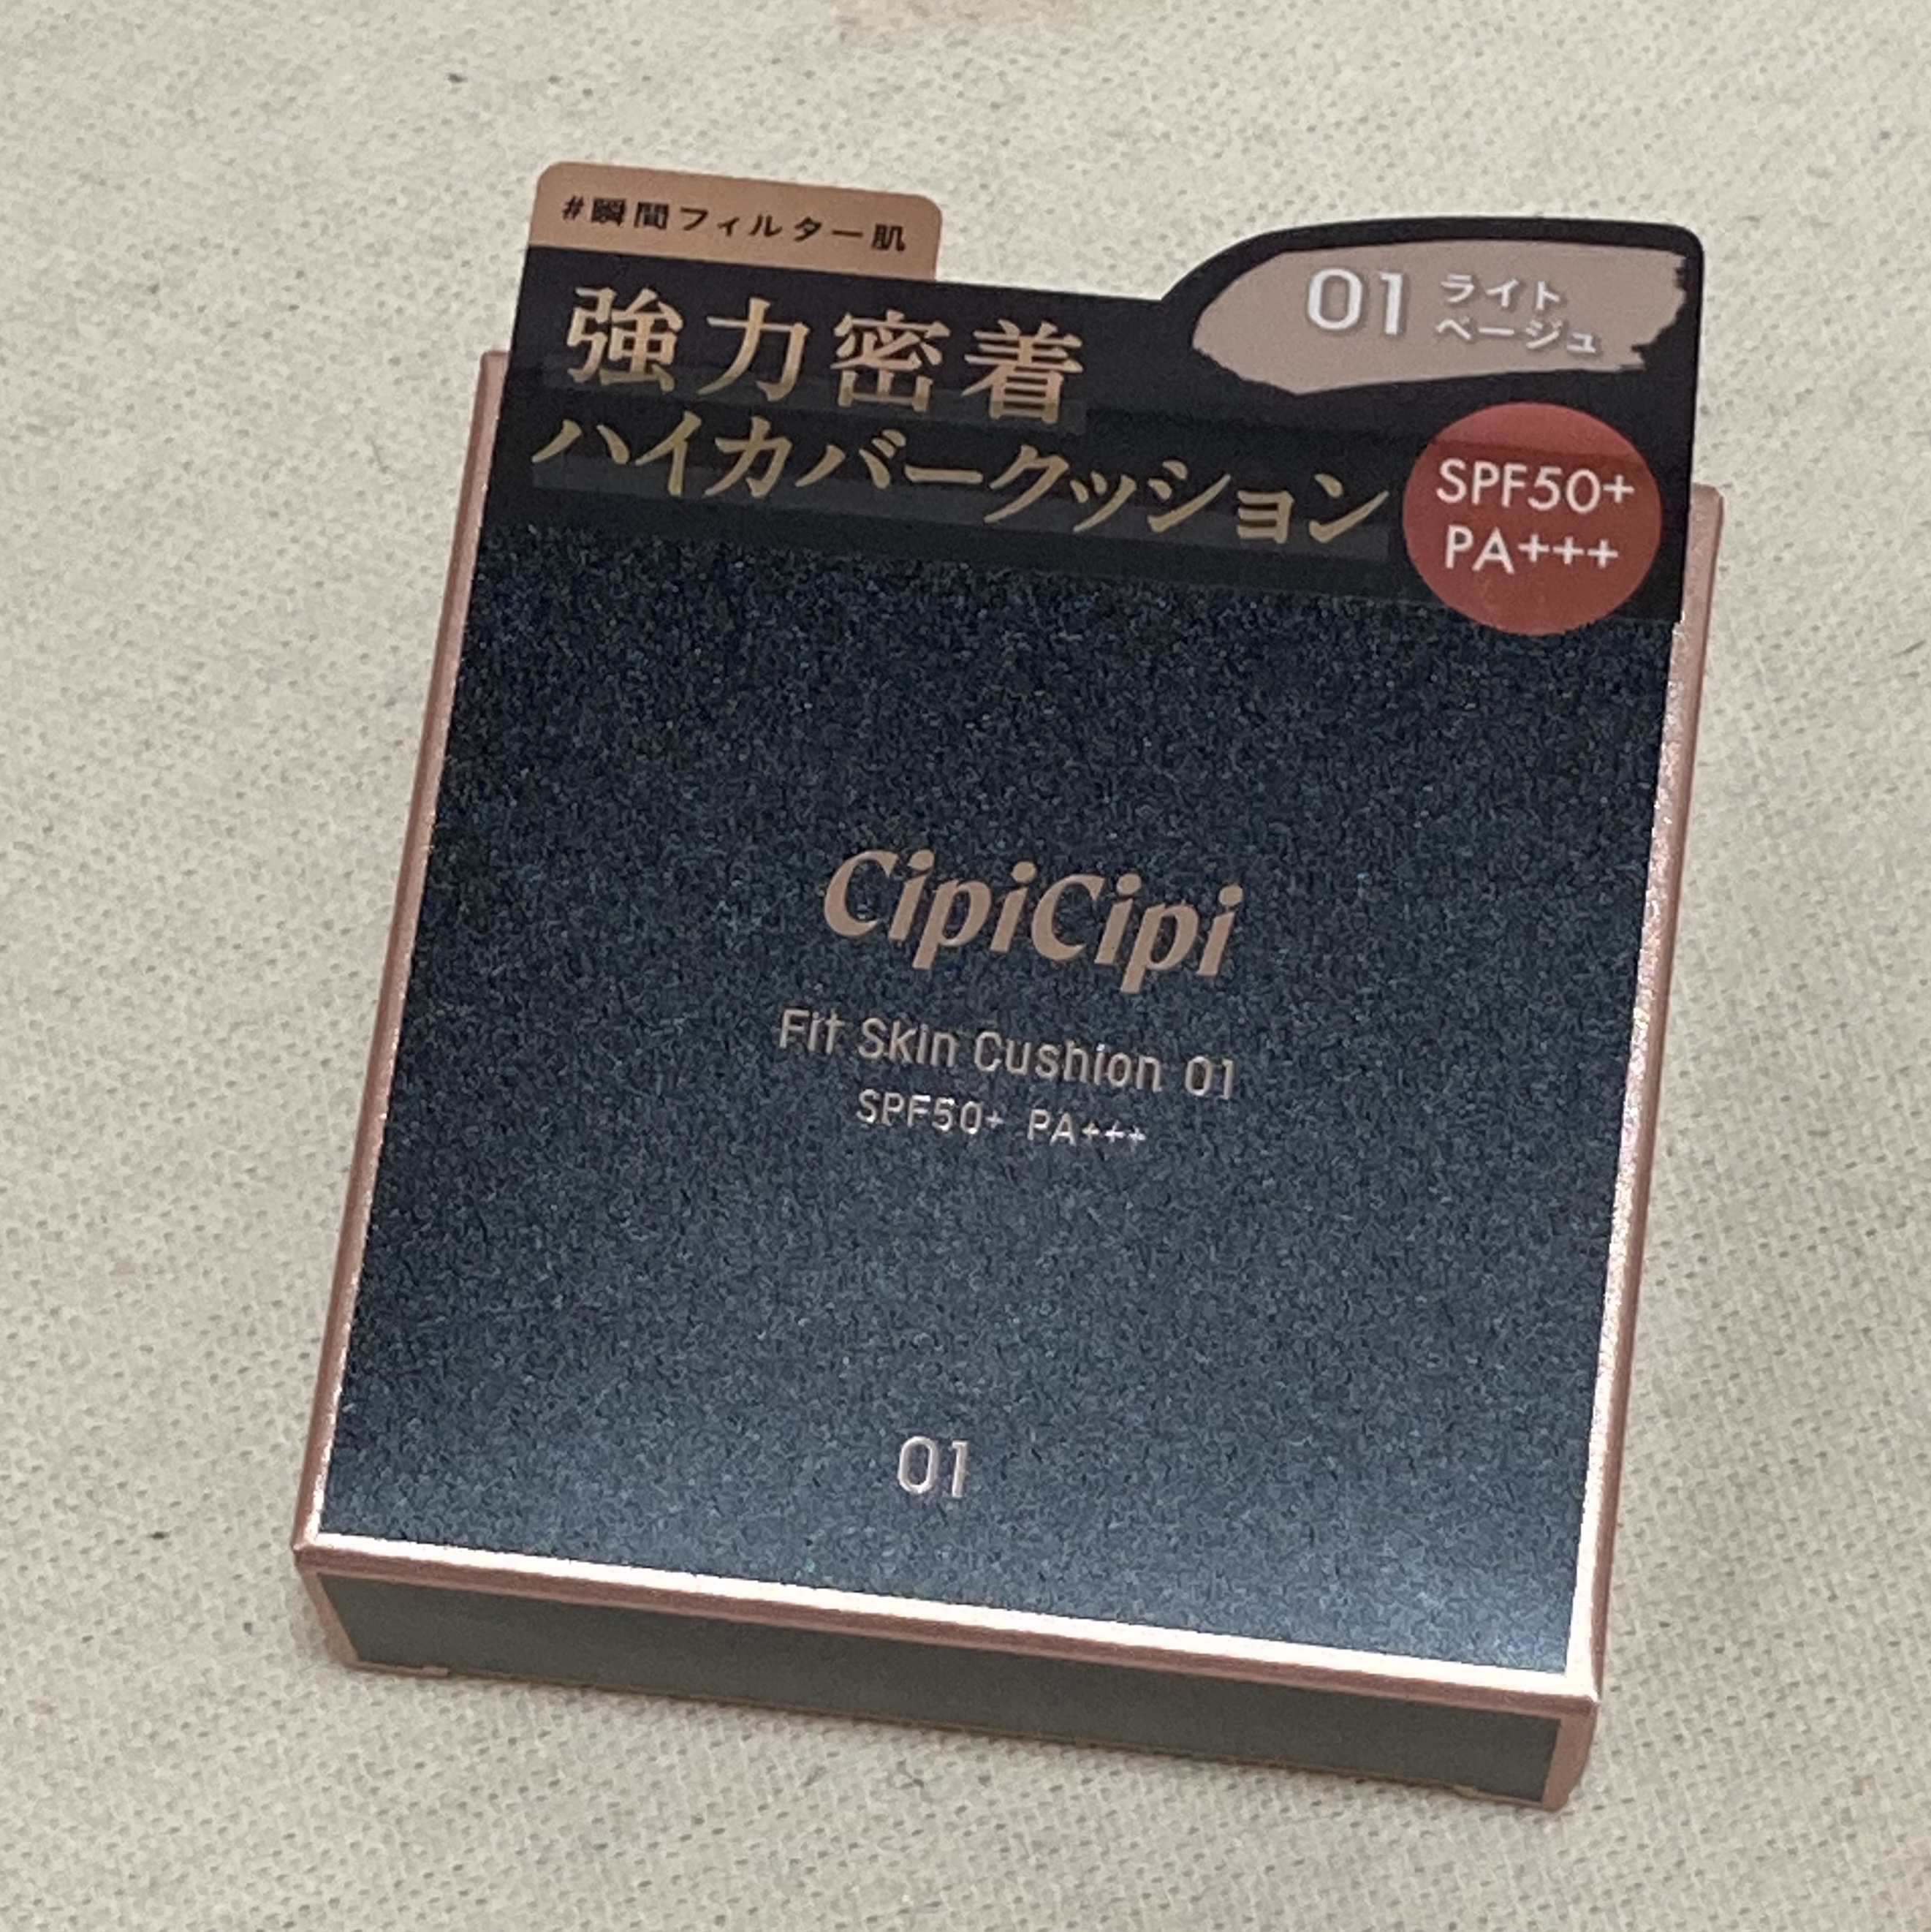 #瞬間フィルター肌
強力密着
ハイカバークッション
01 ライト
ベージュ
SPF50+
PA+++
CipiCipi
Fit Skin Cushion 01
SPF50+ PA+++
01